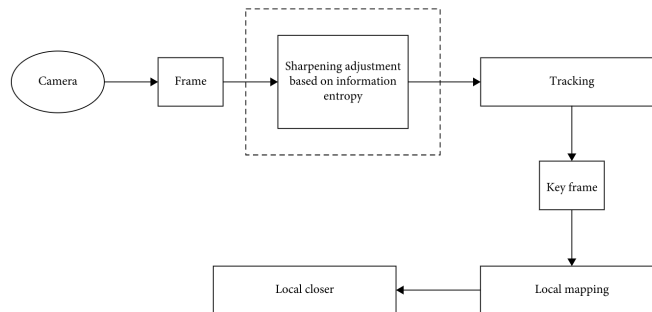 Camera
Frame
Sharpening adjustment
based on information
entropy
Tracking
Key frame
Local mapping
Local closer